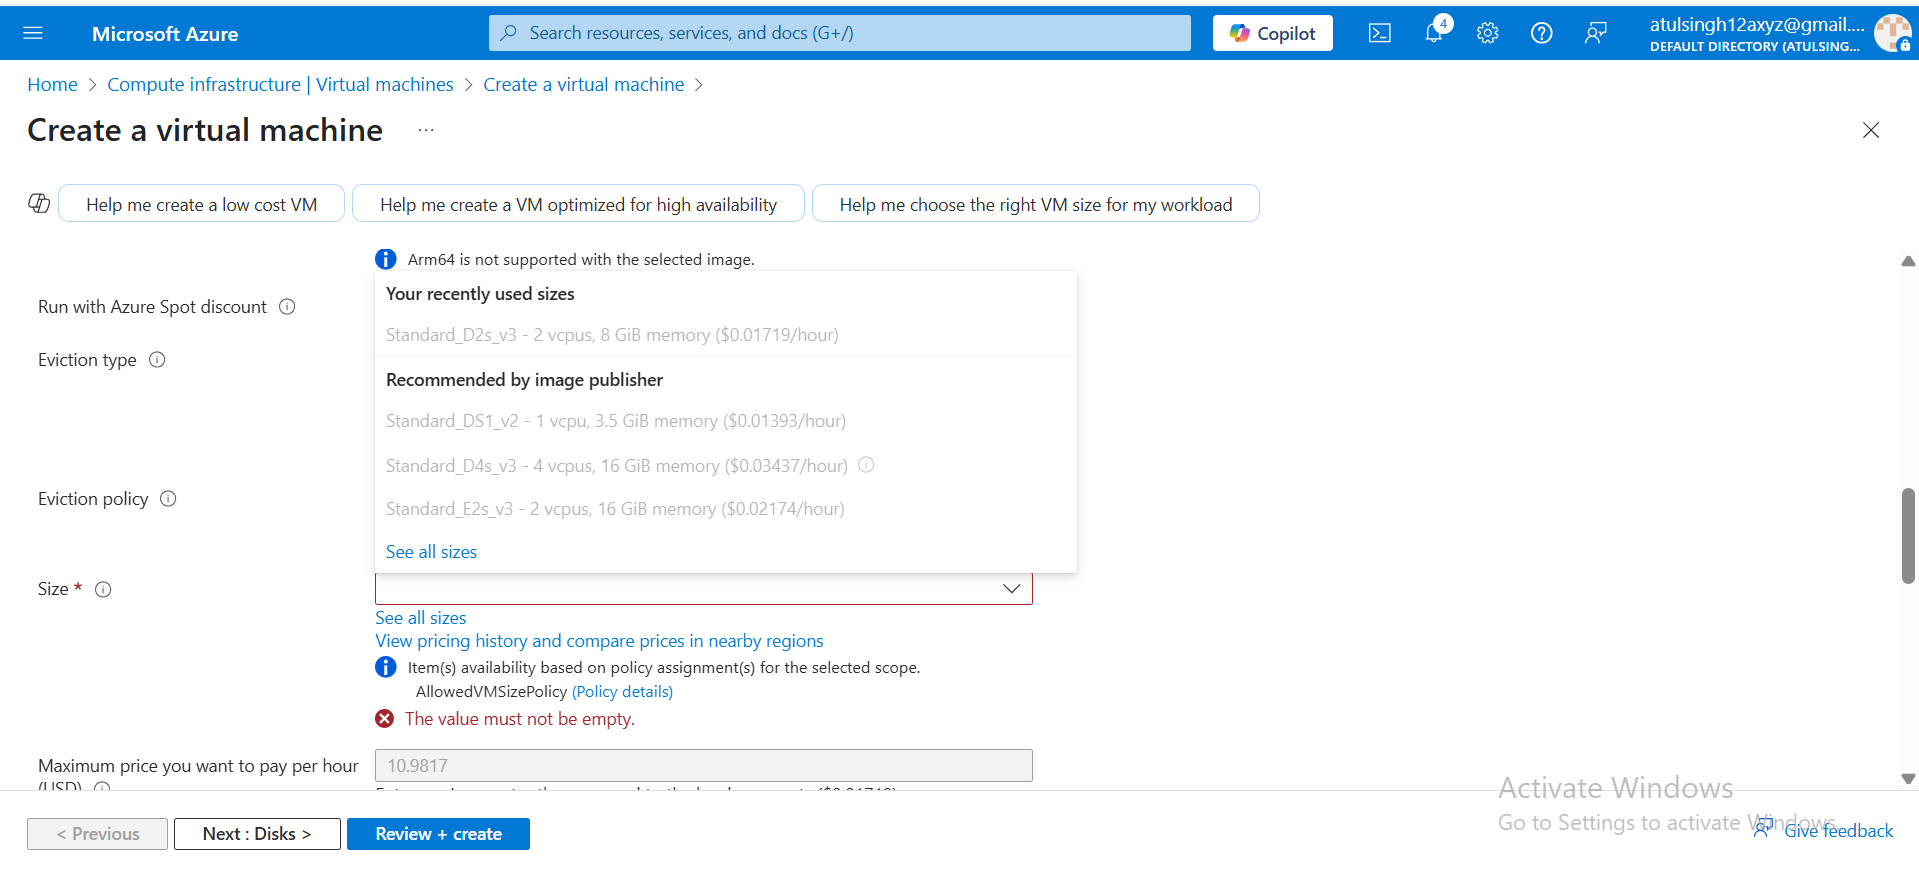 Microsoft Azure
Search resources, services, and docs (G+/)
Copilot
4
atulsingh12axyz@gmail....
DEFAULT DIRECTORY (ATULSING...
Home > Compute infrastructure | Virtual machines > Create a virtual machine >
Create a virtual machine ...
Help me create a low cost VM
Help me create a VM optimized for high availability
Help me choose the right VM size for my workload
Arm64 is not supported with the selected image.
Run with Azure Spot discount
Eviction type
Eviction policy
Your recently used sizes
Standard_D2s_v3 - 2 vcpus, 8 GiB memory ($0.01719/hour)
Recommended by image publisher
Standard_DS1_v2 - 1 vcpu, 3.5 GiB memory ($0.01393/hour)
Standard_D4s_v3 - 4 vcpus, 16 GiB memory ($0.03437/hour)
Standard_E2s_v3 - 2 vcpus, 16 GiB memory ($0.02174/hour)
See all sizes
Size *
See all sizes
View pricing history and compare prices in nearby regions
Item(s) availability based on policy assignment(s) for the selected scope.
AllowedVMSizePolicy (Policy details)
The value must not be empty.
Maximum price you want to pay per hour
(USD)
10.9817
< Previous
Next : Disks >
Review + create
Activate Windows
Go to Settings to activate Windows
Give feedback